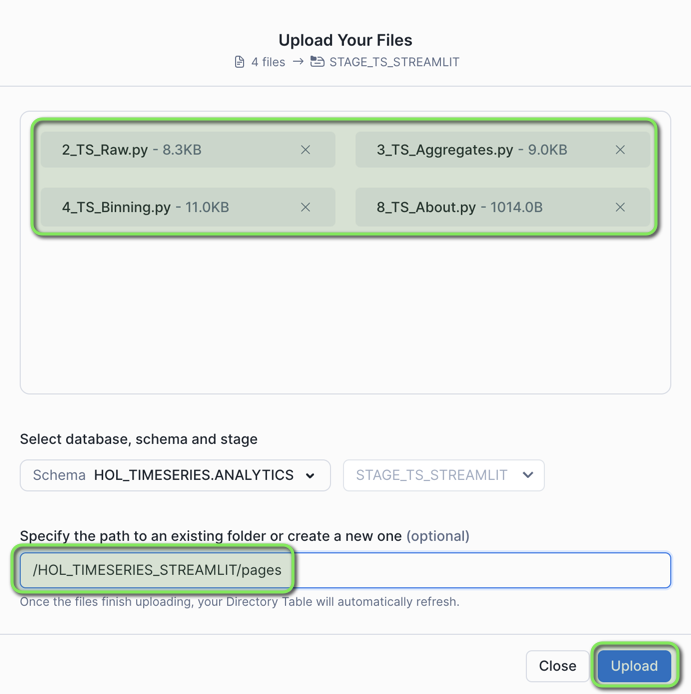 Upload Your Files
4 files → STAGE_TS_STREAMLIT
2_TS_Raw.py - 8.3KB
3_TS_Aggregates.py - 9.0KB
4_TS_Binning.py - 11.0KB
8_TS_About.py - 1014.0B
Select database, schema and stage
Schema HOL_TIMESERIES.ANALYTICS
STAGE_TS_STREAMLIT
Specify the path to an existing folder or create a new one (optional)
/HOL_TIMESERIES_STREAMLIT/pages
Once the files finish uploading, your Directory Table will automatically refresh.
Close
Upload